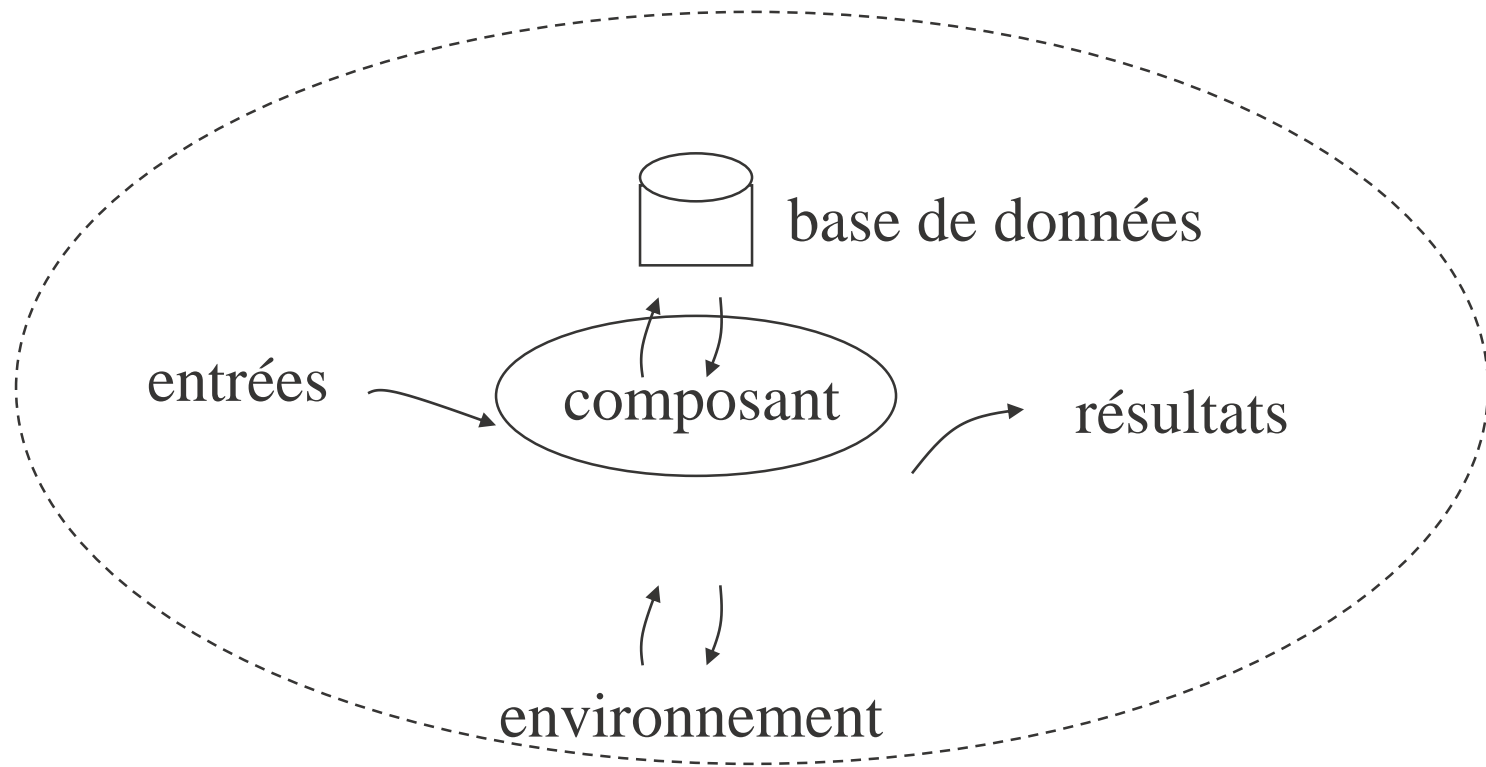 base de données
entrées
composant
résultats
environnement